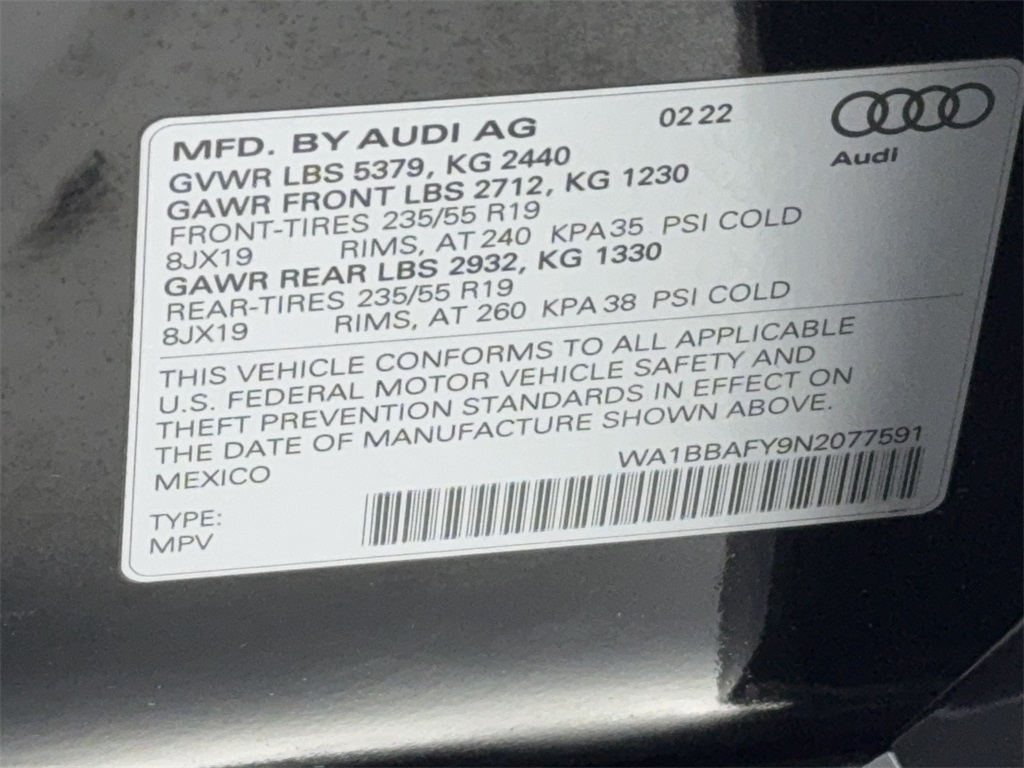 MFD. BY AUDI AG 02 22
Audi
GVWR LBS 5379, KG 2440
GAWR FRONT LBS 2712, KG 1230
FRONT-TIRES 235/55 R19
8JX19 RIMS, AT 240 KPA 35 PSI COLD
GAWR REAR LBS 2932, KG 1330
REAR-TIRES 235/55 R19
8JX19 RIMS, AT 260 KPA 38 PSI COLD
THIS VEHICLE CONFORMS TO ALL APPLICABLE
U.S. FEDERAL MOTOR VEHICLE SAFETY AND
THEFT PREVENTION STANDARDS IN EFFECT ON
THE DATE OF MANUFACTURE SHOWN ABOVE.
MEXICO WA1BBAFY9N2077591
TYPE:
MPV